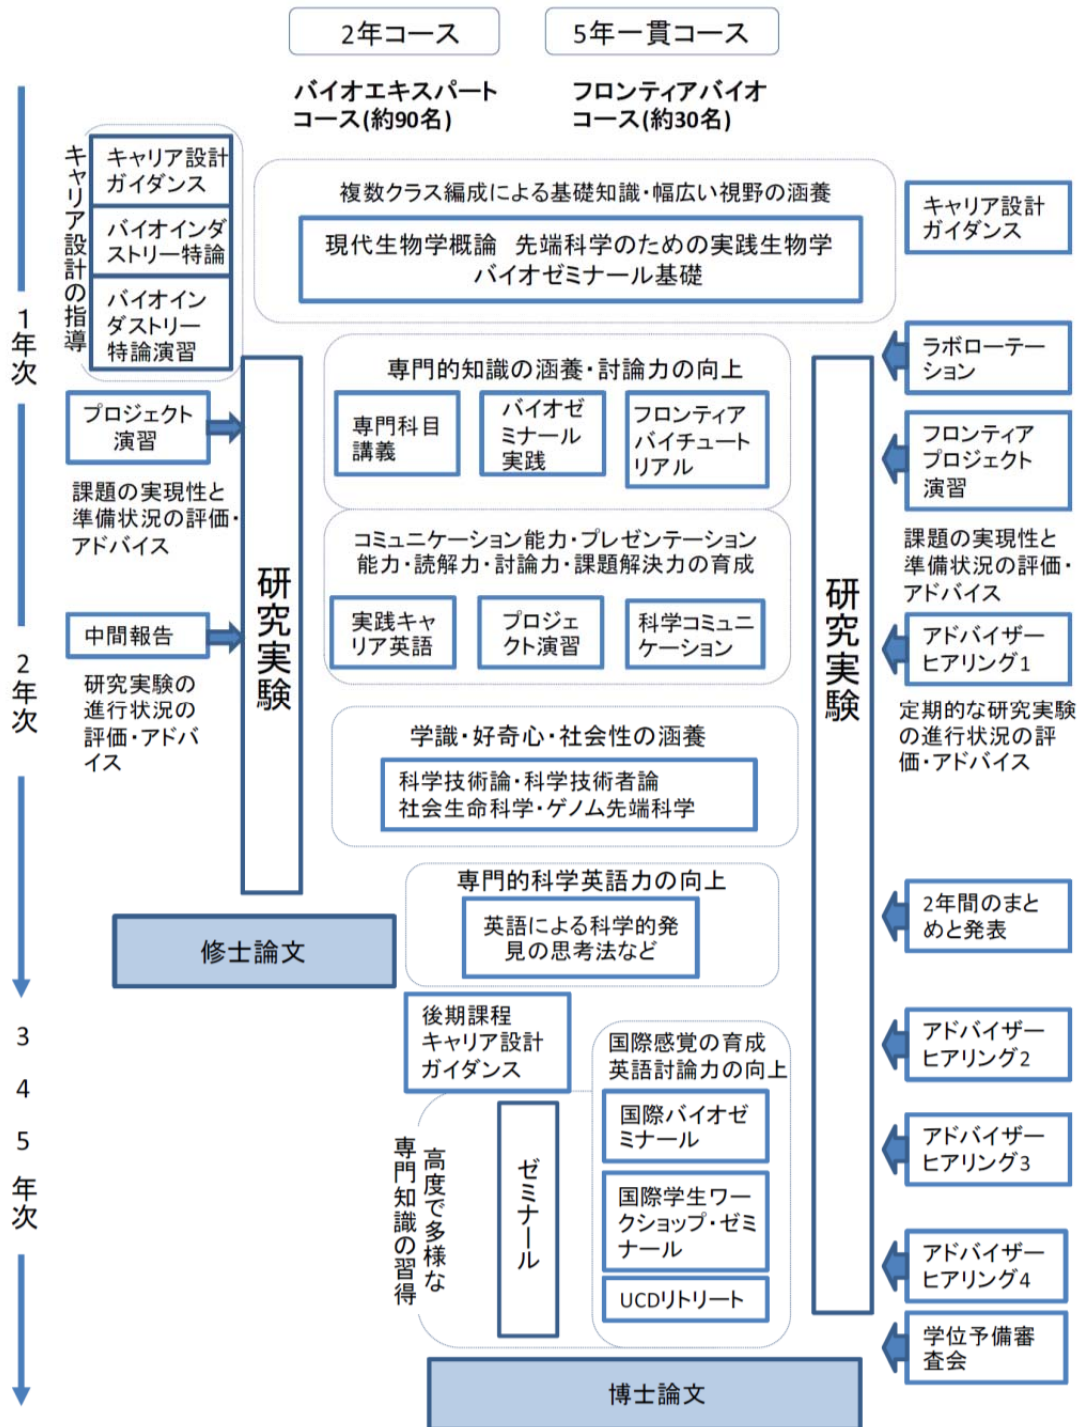 2年コース
5年一貫コース
バイオエキスパート
コース(約90名)
フロンティアバイオ
コース(約30名)
1年次
2年次
3
4
5
年次
キャリア設計の指導
キャリア設計
ガイダンス
バイオインダ
ストリー特論
バイオイン
ダストリー
特論演習
複数クラス編成による基礎知識・幅広い視野の涵養
現代生物学概論 先端科学のための実践生物学
バイオゼミナール基礎
キャリア設計
ガイダンス
プロジェクト
演習
課題の実現性と
準備状況の評価・
アドバイス
中間報告
研究実験の
進行状況の
評価・アドバ
イス
研究実験
専門的知識の涵養・討論力の向上
専門科目
講義
バイオゼ
ミナール
実践
フロンティア
バイチュート
リアル
コミュニケーション能力・プレゼンテーション
能力・読解力・討論力・課題解決力の育成
実践キャ
リア英語
プロジェ
クト演習
科学コミュニ
ケーション
学識・好奇心・社会性の涵養
科学技術論・科学技術者論
社会生命科学・ゲノム先端科学
専門的科学英語力の向上
英語による科学的発
見の思考法など
修士論文
研究実験
ラボローテー
ション
フロンティア
プロジェクト
演習
課題の実現性と
準備状況の評価・
アドバイス
アドバイザー
ヒアリング1
定期的な研究実験
の進行状況の評
価・アドバイス
2年間のまと
めと発表
アドバイザー
ヒアリング2
アドバイザー
ヒアリング3
アドバイザー
ヒアリング4
学位予備審
査会
後期課程
キャリア設計
ガイダンス
高度で多様な
専門知識の習得
ゼミナール
国際感覚の育成
英語討論力の向上
国際バイオゼ
ミナール
国際学生ワー
クショップ・ゼミ
ナール
UCDリトリート
博士論文